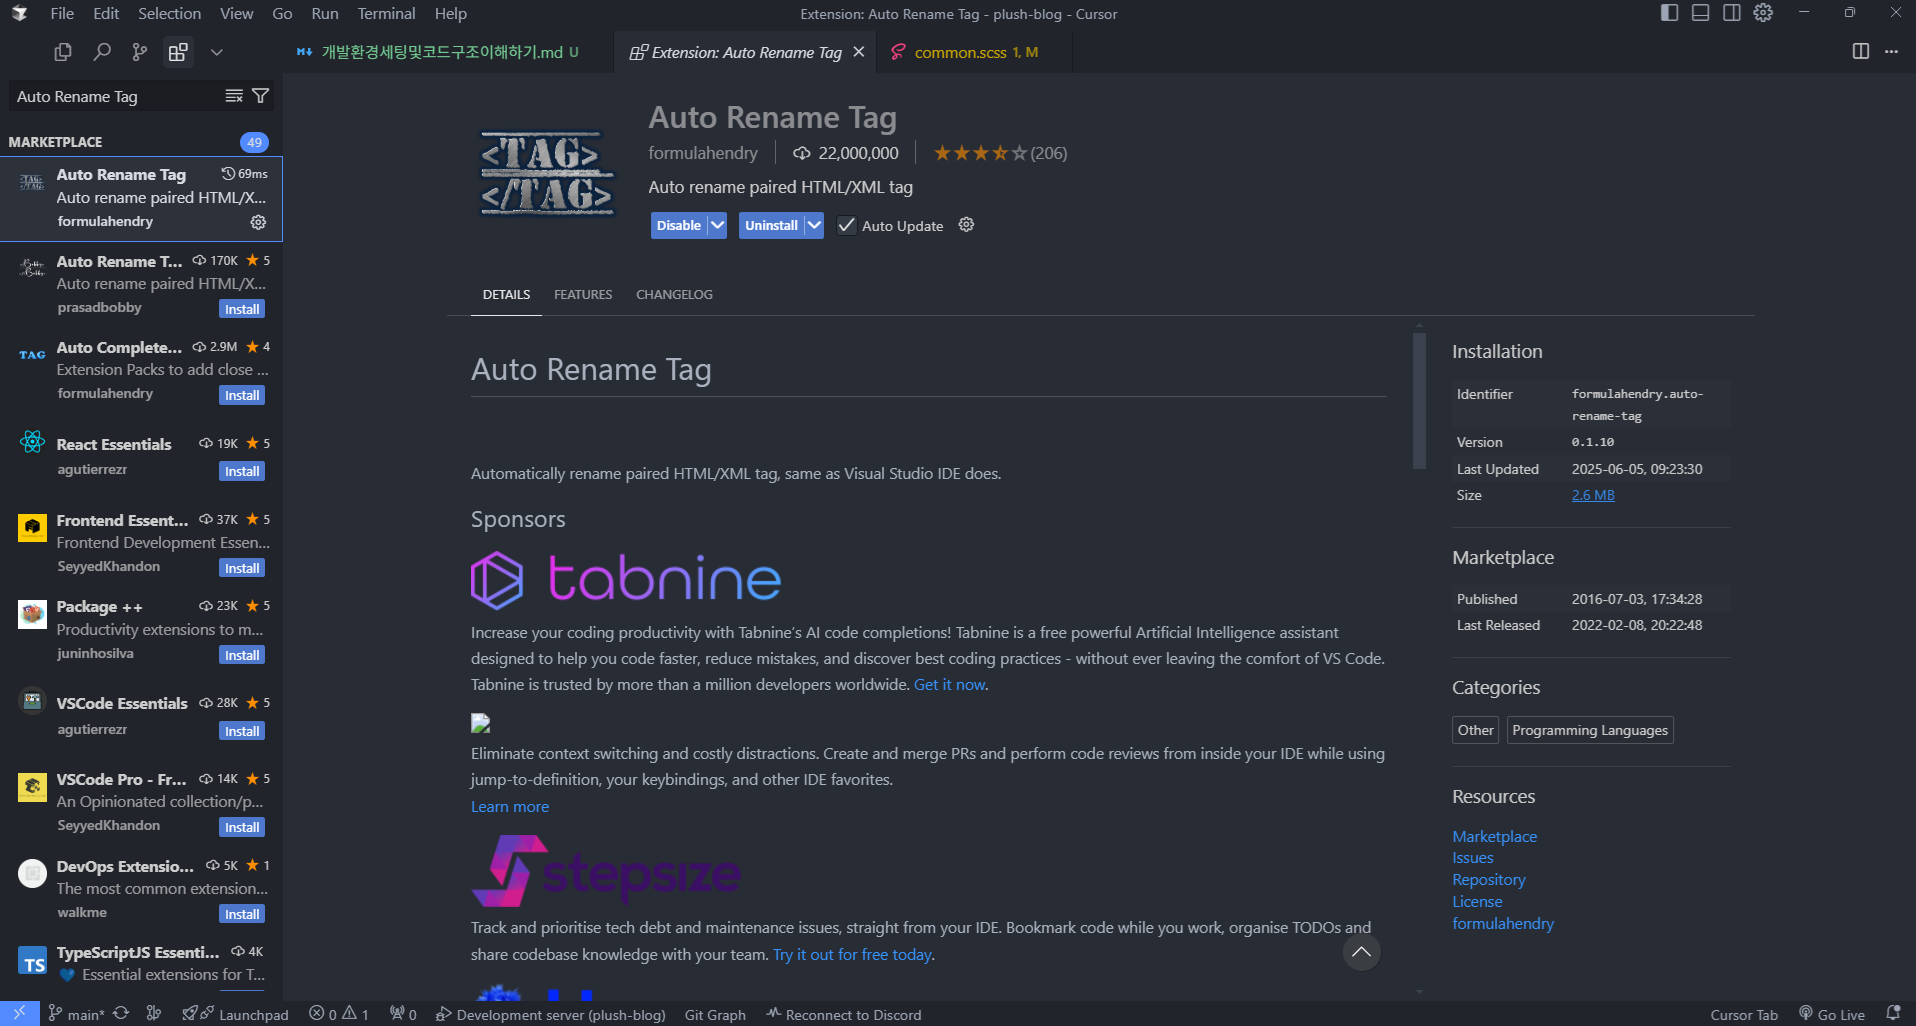 File Edit Selection View Go Run Terminal Help
Extension: Auto Rename Tag - plush-blog - Cursor
개발환경세팅및코드구조이해하기.md U
Extension: Auto Rename Tag
common.scss 1, M
Auto Rename Tag
MARKETPLACE 49
Auto Rename Tag 69ms
Auto rename paired HTML/X...
formulahendry
Auto Rename T... 170K 5
Auto rename paired HTML/X...
prasadbobby Install
TAG
Auto Complete... 2.9M 4
Extension Packs to add close ...
formulahendry Install
React Essentials 19K 5
agutierrezr Install
Frontend Essent... 37K 5
Frontend Development Essen...
SeyyedKhandon Install
Package ++ 23K 5
Productivity extensions to m...
juninhosilva Install
VSCode Essentials 28K 5
agutierrezr Install
VSCode Pro - Fr... 14K 5
An Opinionated collection/p...
SeyyedKhandon Install
DevOps Extensio... 5K 1
The most common extension...
walkme Install
TS
TypeScriptJS Essenti... 4K
💙 Essential extensions for T...
<TAG>
</TAG>
Auto Rename Tag
formulahendry 22,000,000 (206)
Auto rename paired HTML/XML tag
Disable Uninstall Auto Update
DETAILS FEATURES CHANGELOG
Auto Rename Tag
Automatically rename paired HTML/XML tag, same as Visual Studio IDE does.
Sponsors
tabnine
Increase your coding productivity with Tabnine’s AI code completions! Tabnine is a free powerful Artificial Intelligence assistant
designed to help you code faster, reduce mistakes, and discover best coding practices - without ever leaving the comfort of VS Code.
Tabnine is trusted by more than a million developers worldwide. Get it now.
Eliminate context switching and costly distractions. Create and merge PRs and perform code reviews from inside your IDE while using
jump-to-definition, your keybindings, and other IDE favorites.
Learn more
stepsize
Track and prioritise tech debt and maintenance issues, straight from your IDE. Bookmark code while you work, organise TODOs and
share codebase knowledge with your team. Try it out for free today.
Installation
Identifier formulahendry.auto-
rename-tag
Version 0.1.10
Last Updated 2025-06-05, 09:23:30
Size 2.6 MB
Marketplace
Published 2016-07-03, 17:34:28
Last Released 2022-02-08, 20:22:48
Categories
Other Programming Languages
Resources
Marketplace
Issues
Repository
License
formulahendry
main* Launchpad 0 1 0 Development server (plush-blog) Git Graph Reconnect to Discord Cursor Tab Go Live